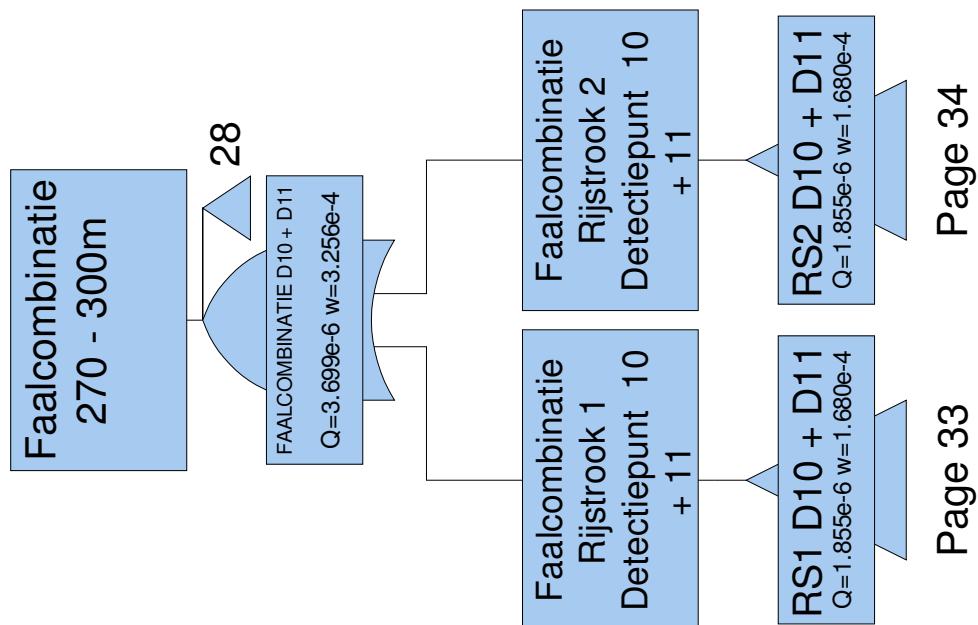 Faalcombinatie
270 - 300m
28
FAALCOMBINATIE D10 + D11
Q=3.699e-6 w=3.256e-4
Faalcombinatie
Rijstrook 1
Detectiepunt 10
+ 11
RS1 D10 + D11
Q=1.855e-6 w=1.680e-4
Page 33
Faalcombinatie
Rijstrook 2
Detectiepunt 10
+ 11
RS2 D10 + D11
Q=1.855e-6 w=1.680e-4
Page 34